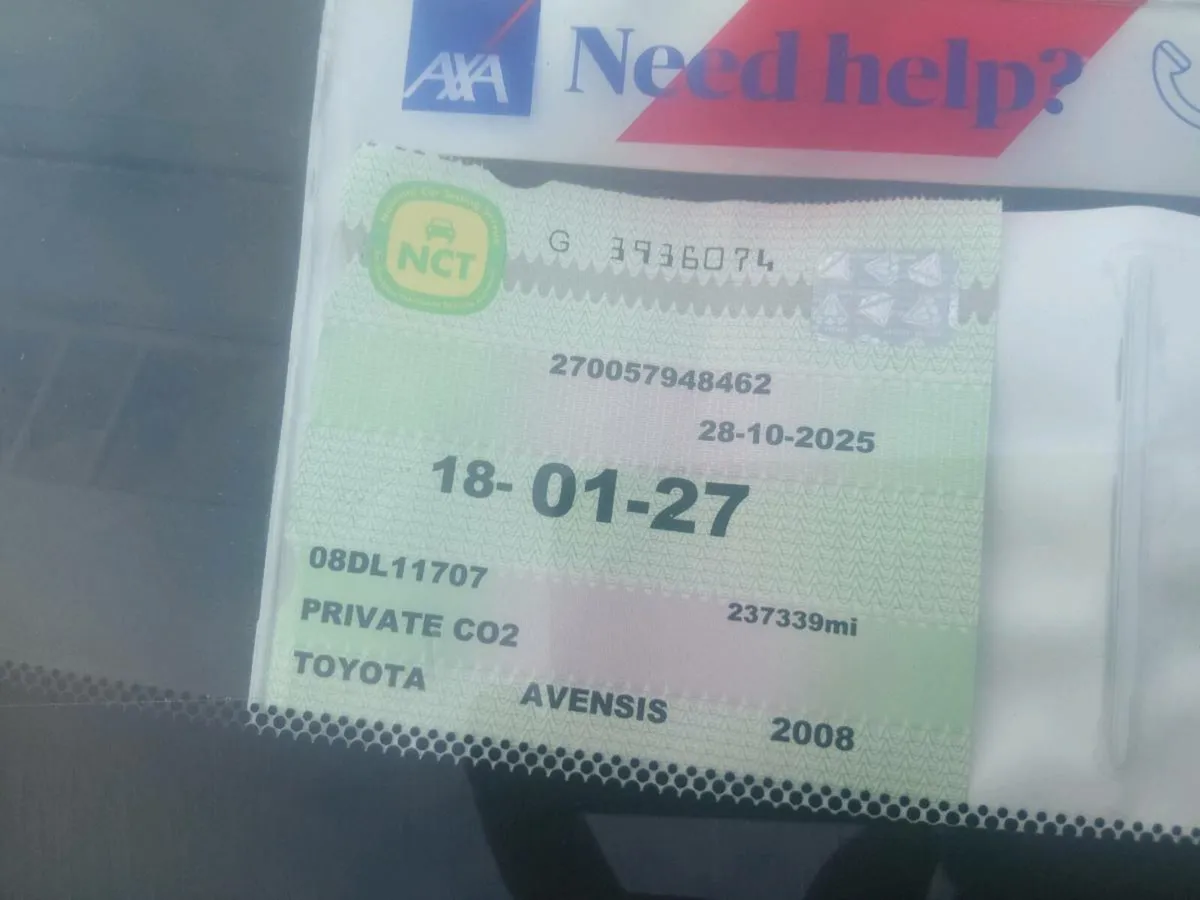 AXA
Need help?
NCT
G 3936074
270057948462
28-10-2025
18-01-27
08DL11707
237339mi
PRIVATE CO2
TOYOTA AVENSIS 2008